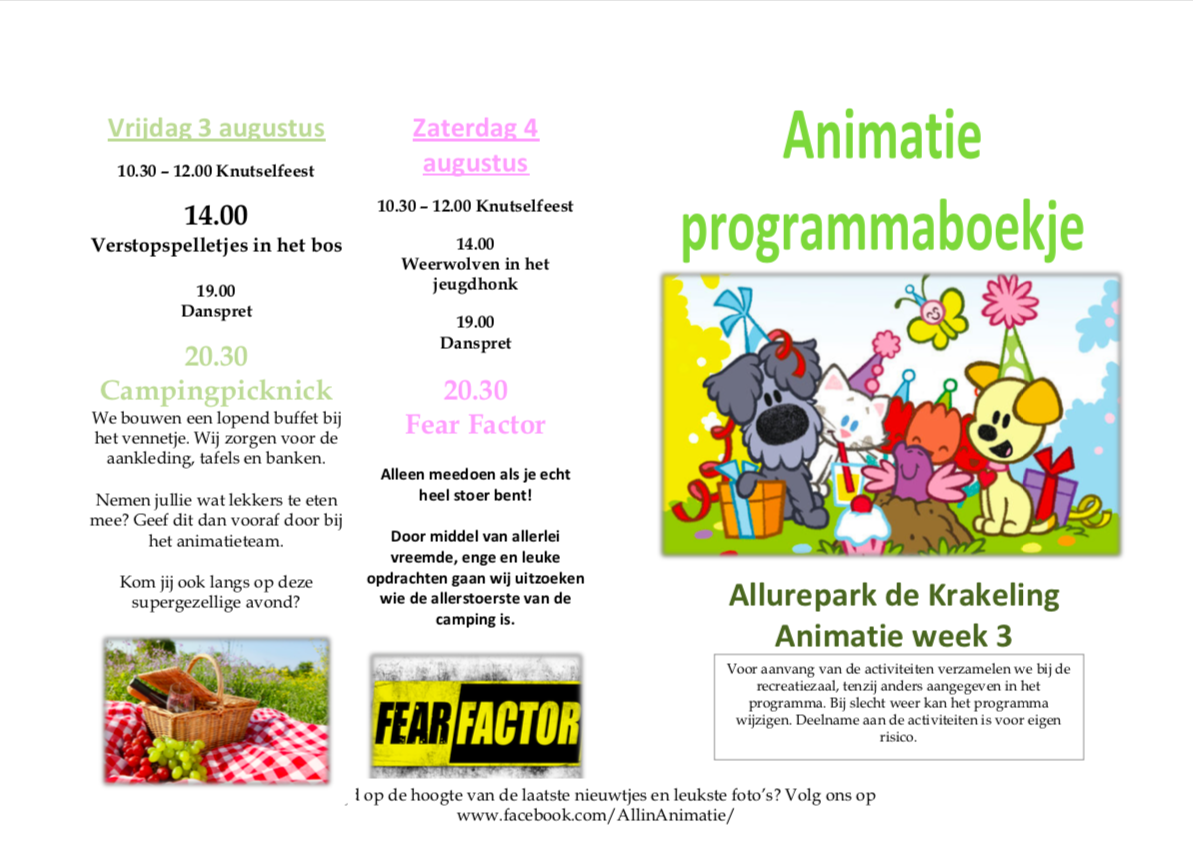 Vrijdag 3 augustus
10.30 – 12.00 Knutselfeest
14.00
Verstopspelletjes in het bos
19.00
Danspret
20.30
Campingpicknick
We bouwen een lopend buffet bij
het vennetje. Wij zorgen voor de
aankleding, tafels en banken.
Nemen jullie wat lekkers te eten
mee? Geef dit dan vooraf door bij
het animatieteam.
Kom jij ook langs op deze
supergezellige avond?
Zaterdag 4
augustus
10.30 – 12.00 Knutselfeest
14.00
Weerwolven in het
jeugdhonk
19.00
Danspret
20.30
Fear Factor
Alleen meedoen als je echt
heel stoer bent!
Door middel van allerlei
vreemde, enge en leuke
opdrachten gaan wij uitzoeken
wie de allerstoerste van de
camping is.
FEAR FACTOR
Animatie
programmaboekje
Allurepark de Krakeling
Animatie week 3
Voor aanvang van de activiteiten verzamelen we bij de
recreatiezaal, tenzij anders aangegeven in het
programma. Bij slecht weer kan het programma
wijzigen. Deelname aan de activiteiten is voor eigen
risico.
op de hoogte van de laatste nieuwtjes en leukste foto's? Volg ons op
www.facebook.com/AllinAnimatie/